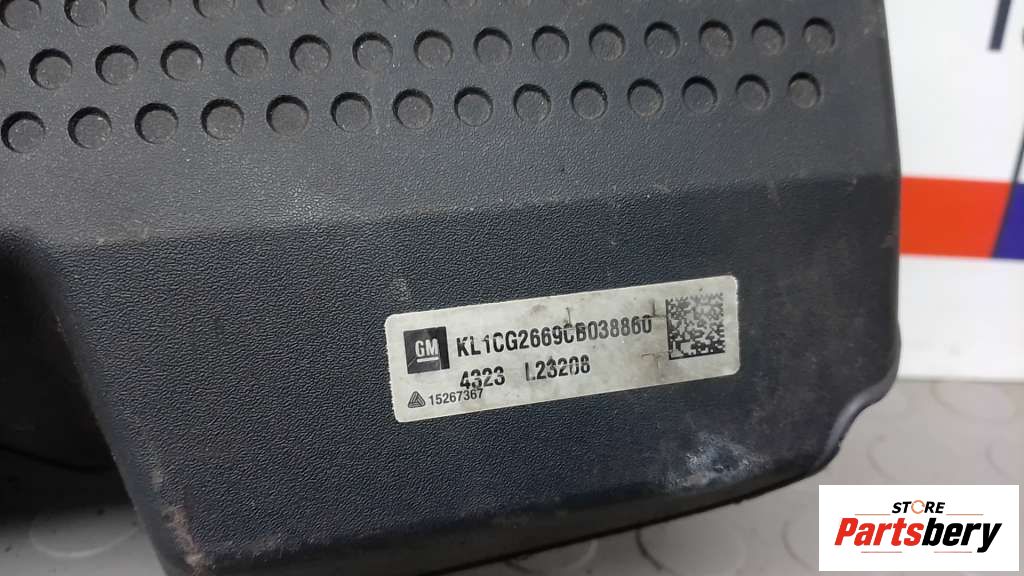 GM
KL1CG2669CB038860
4323 L23208
15267367
STORE
Partsbery